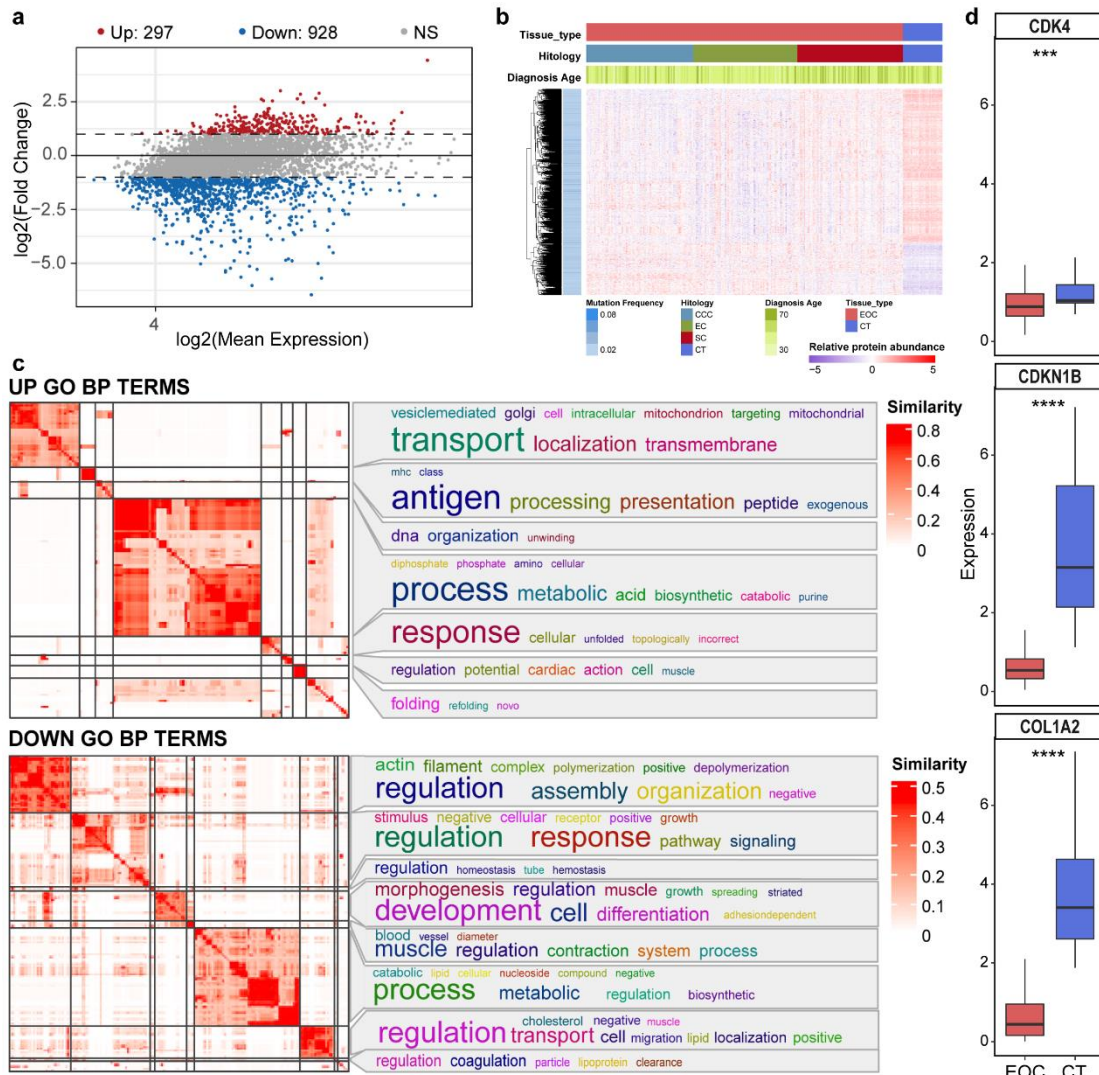 a
Up: 297 Down: 928 NS
2.5
0.0
-2.5
-5.0
log2(Fold Change)
4
log2(Mean Expression)
b
Tissue_type
Hitology
Diagnosis Age
Mutation Frequency
0.08
0.02
Hitology
CCC
EC
SC
CT
Diagnosis Age
70
30
Tissue_type
EOC
CT
Relative protein abundance
−5 0 5
c
UP GO BP TERMS
vesiclemediated golgi cell intracellular mitochondrion targeting mitochondrial
transport localization transmembrane
mhc class
antigen processing presentation peptide exogenous
dna organization unwinding
diphosphate phosphate amino cellular
process metabolic acid biosynthetic catabolic purine
response cellular unfolded topologically incorrect
regulation potential cardiac action cell muscle
folding refolding novo
Similarity
0.8
0.6
0.4
0.2
0
DOWN GO BP TERMS
actin filament complex polymerization positive depolymerization
regulation assembly organization negative
stimulus negative cellular receptor positive growth
regulation response pathway signaling
regulation homeostasis tube hemostasis
morphogenesis regulation muscle growth spreading striated
development cell differentiation adhesiondependent
blood vessel diameter
muscle regulation contraction system process
catabolic lipid cellular nucleoside compound negative
process metabolic regulation biosynthetic
cholesterol negative muscle
regulation transport cell migration lipid localization positive
regulation coagulation particle lipoprotein clearance
Similarity
0.5
0.4
0.3
0.2
0.1
0
d
CDK4
***
6
4
2
0
CDKN1B
****
6
4
2
0
Expression
COL1A2
****
6
4
2
0
EOC CT